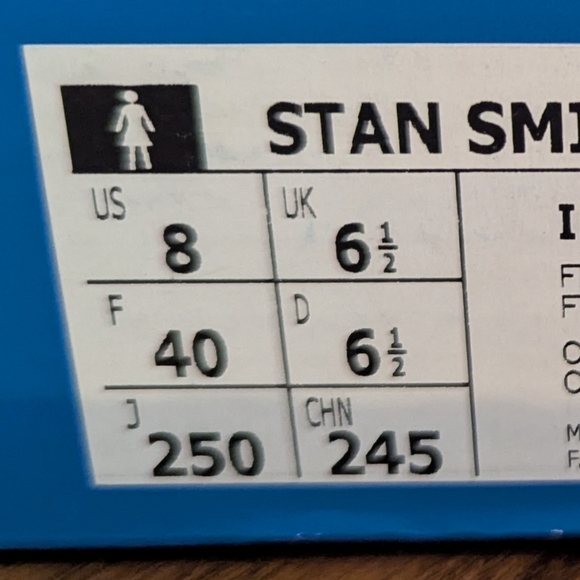 STAN SMI
US 8 UK 6½
F 40 D 6½
J 250 CHN 245